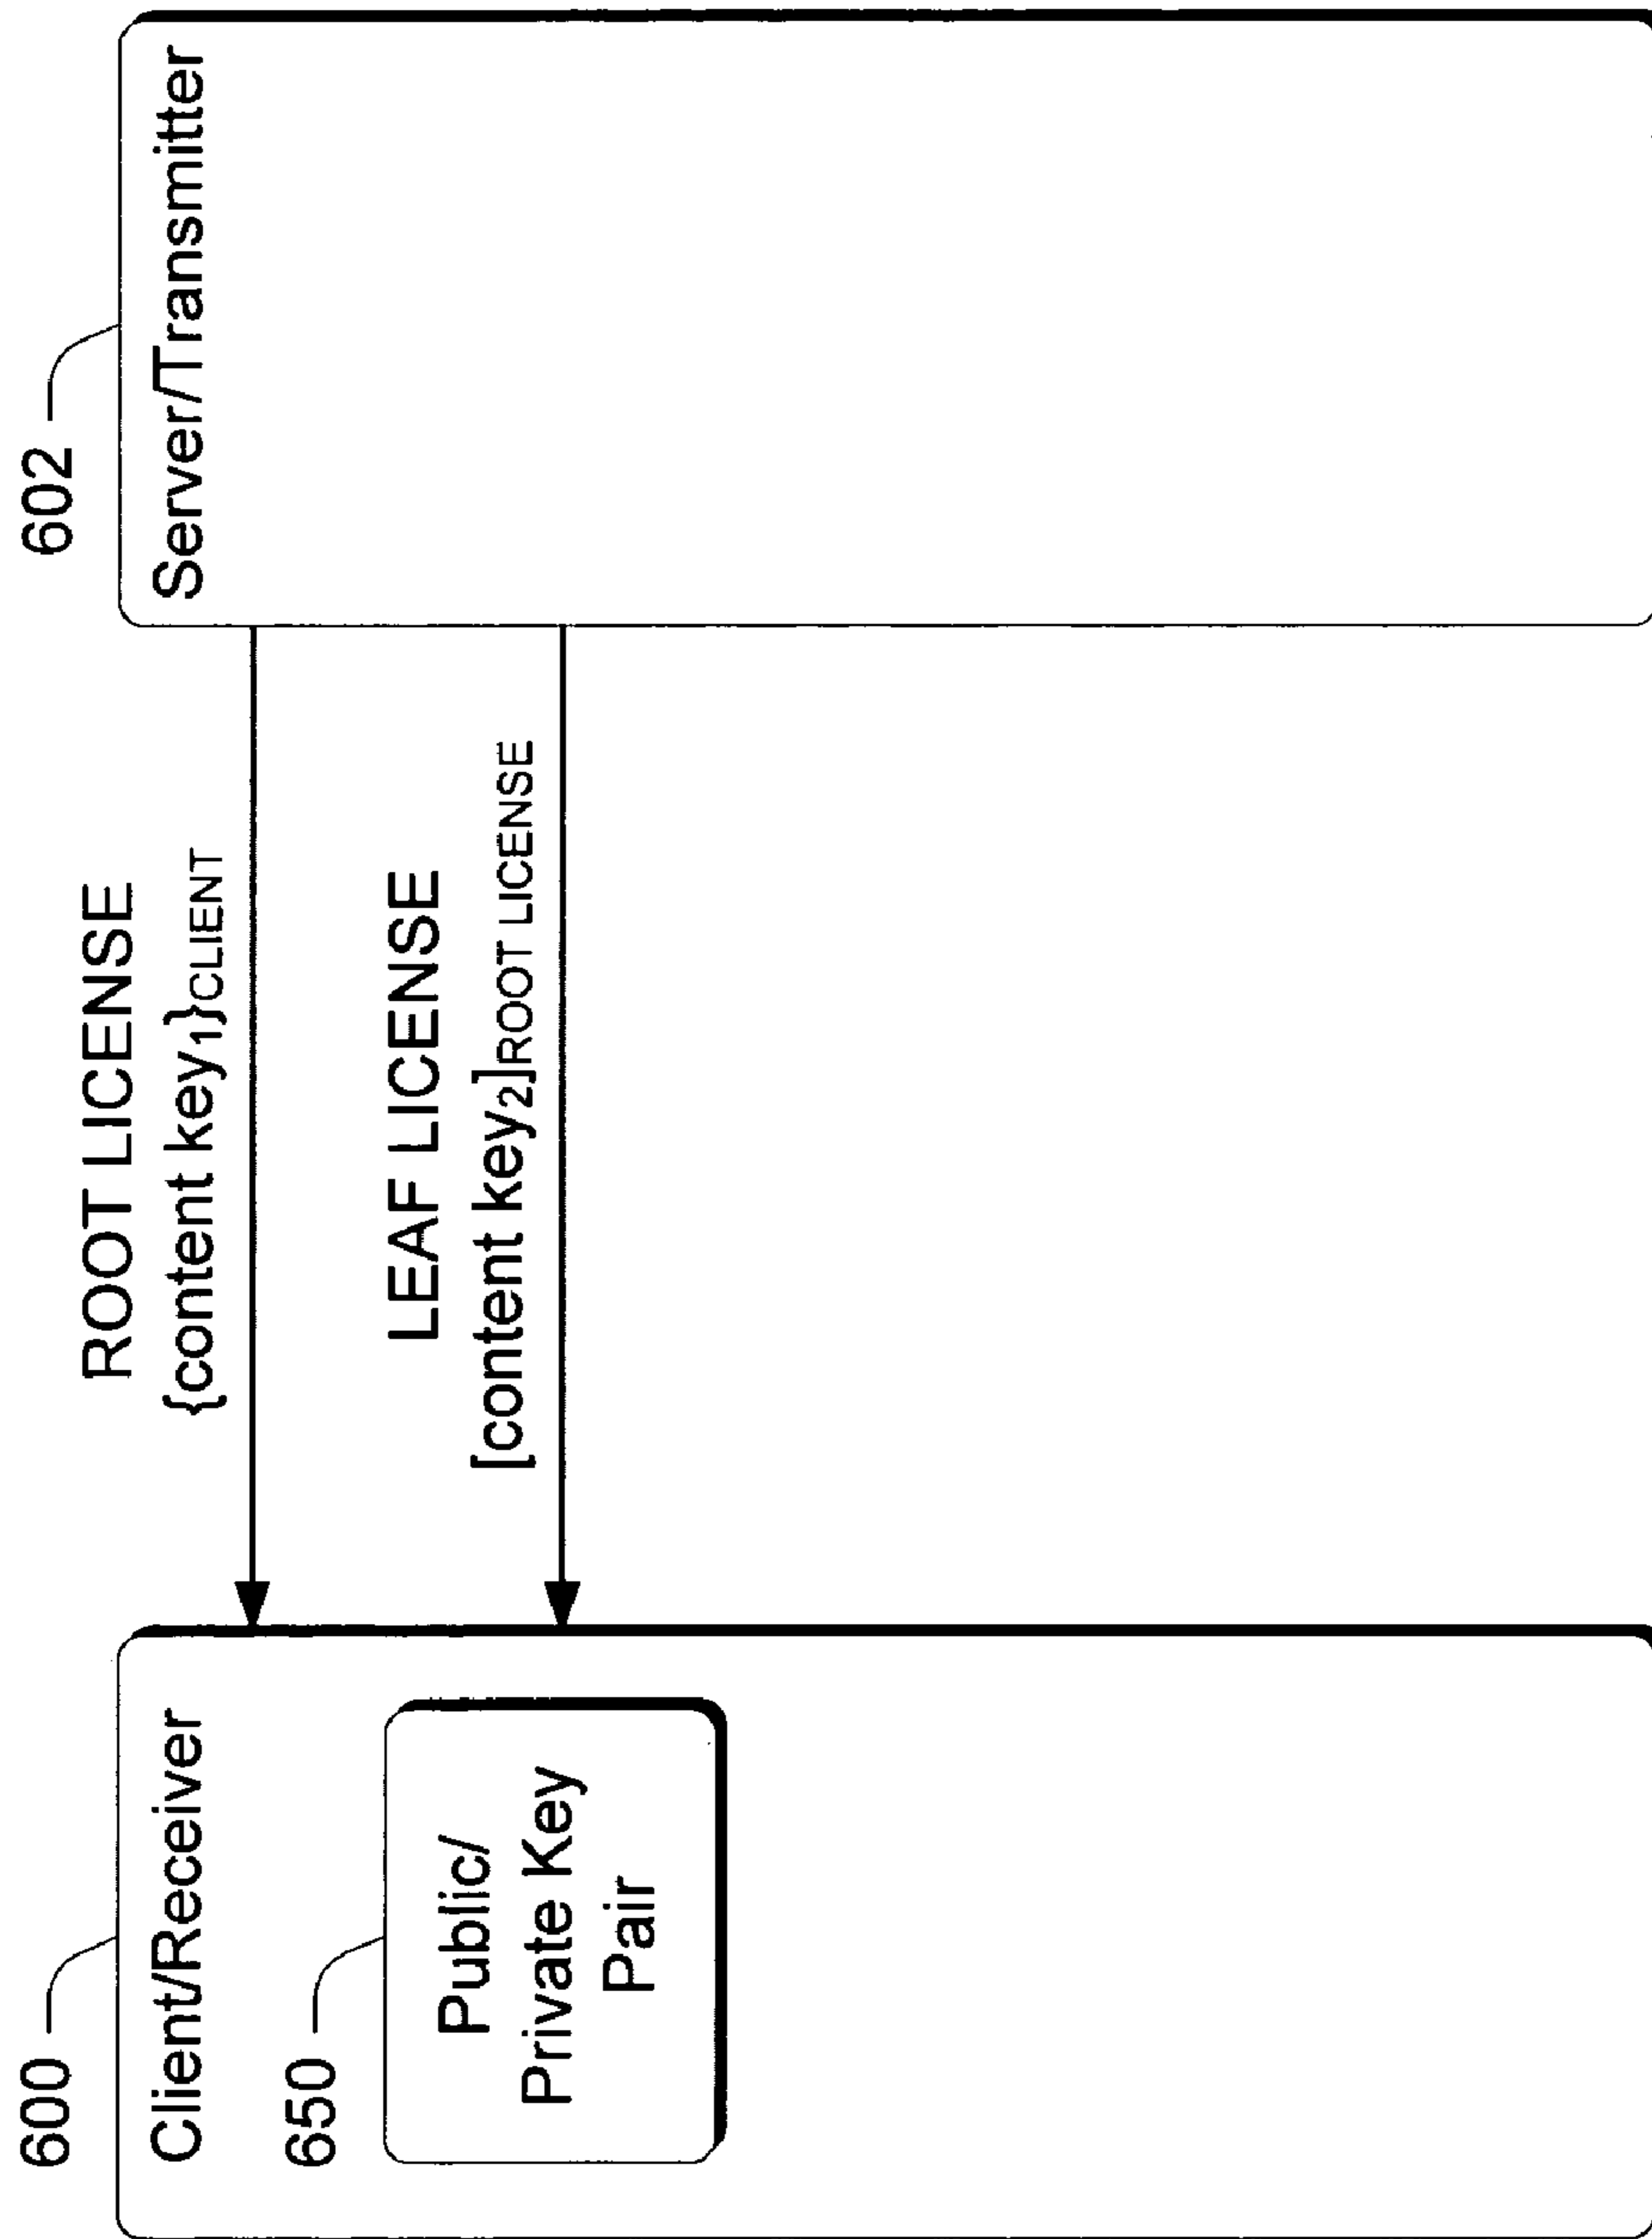 600
Client/Receiver
650
Public/
Private Key
Pair
ROOT LICENSE
{content key₁}CLIENT
LEAF LICENSE
[content key₂]ROOT LICENSE
602
Server/Transmitter